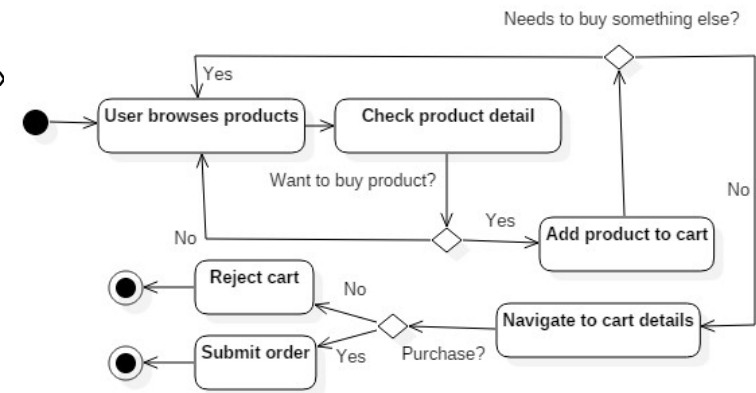 Needs to buy something else?
Yes
User browses products
Check product detail
Want to buy product?
No
Yes
No
Add product to cart
Reject cart
No
Navigate to cart details
Submit order
Yes
Purchase?